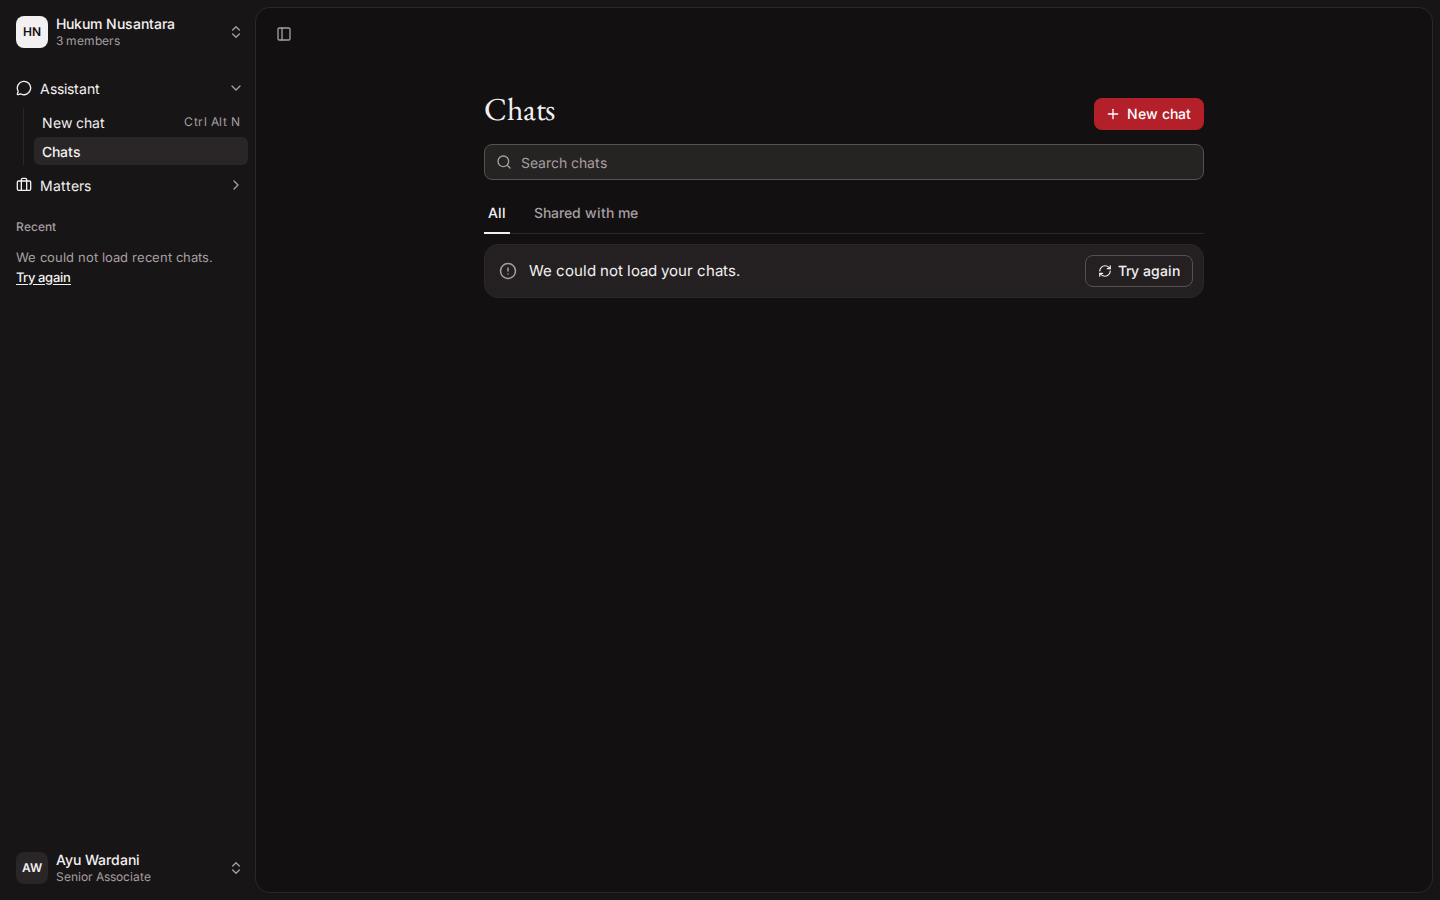 HN
Hukum Nusantara
3 members
Assistant
New chat Ctrl Alt N
Chats
Matters
Recent
We could not load recent chats.
Try again
AW
Ayu Wardani
Senior Associate
Chats
New chat
Search chats
All Shared with me
We could not load your chats. Try again